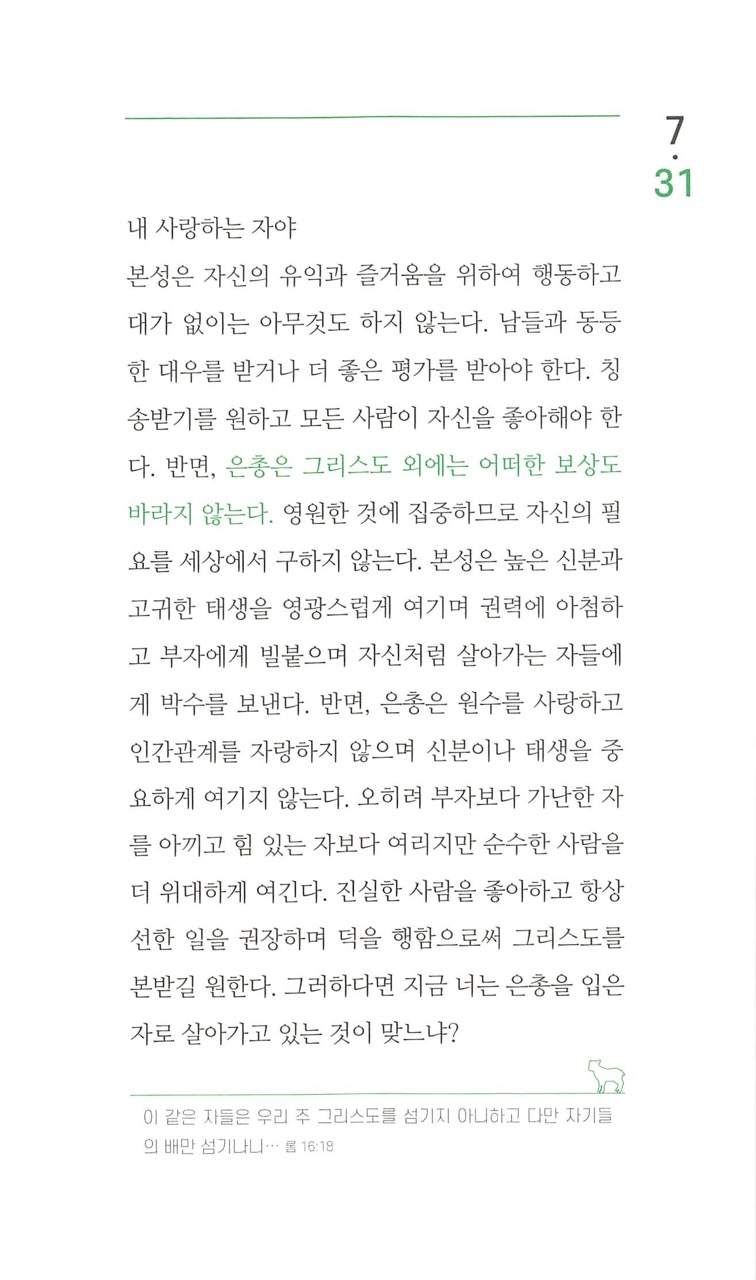 7
·
31
내 사랑하는 자야
본성은 자신의 유익과 즐거움을 위하여 행동하고
대가 없이는 아무것도 하지 않는다. 남들과 동등
한 대우를 받거나 더 좋은 평가를 받아야 한다. 칭
송받기를 원하고 모든 사람이 자신을 좋아해야 한
다. 반면, 은총은 그리스도 외에는 어떠한 보상도
바라지 않는다. 영원한 것에 집중하므로 자신의 필
요를 세상에서 구하지 않는다. 본성은 높은 신분과
고귀한 태생을 영광스럽게 여기며 권력에 아첨하
고 부자에게 빌붙으며 자신처럼 살아가는 자들에
게 박수를 보낸다. 반면, 은총은 원수를 사랑하고
인간관계를 자랑하지 않으며 신분이나 태생을 중
요하게 여기지 않는다. 오히려 부자보다 가난한 자
를 아끼고 힘 있는 자보다 여리지만 순수한 사람을
더 위대하게 여긴다. 진실한 사람을 좋아하고 항상
선한 일을 권장하며 덕을 행함으로써 그리스도를
본받길 원한다. 그러하다면 지금 너는 은총을 입은
자로 살아가고 있는 것이 맞느냐?
이 같은 자들은 우리 주 그리스도를 섬기지 아니하고 다만 자기들
의 배만 섬기나니… 롬 16:18